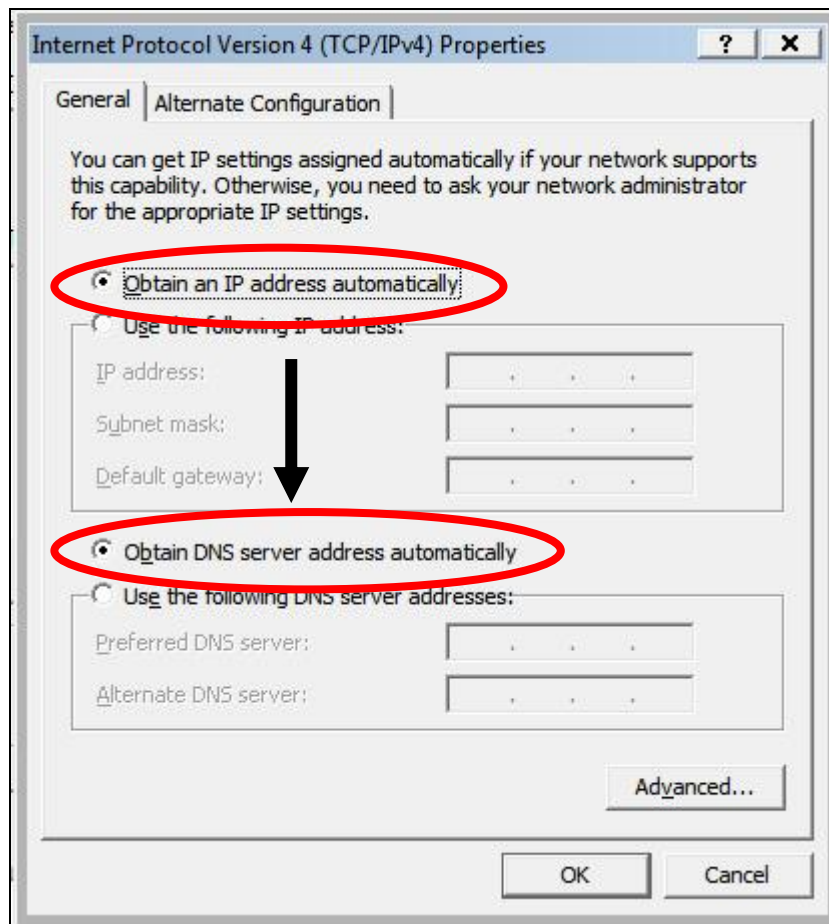 Internet Protocol Version 4 (TCP/IPv4) Properties
? X
General Alternate Configuration
You can get IP settings assigned automatically if your network supports
this capability. Otherwise, you need to ask your network administrator
for the appropriate IP settings.
Obtain an IP address automatically
Use the following IP address:
IP address:
Subnet mask:
Default gateway:
Obtain DNS server address automatically
Use the following DNS server addresses:
Preferred DNS server:
Alternate DNS server:
Advanced...
OK Cancel